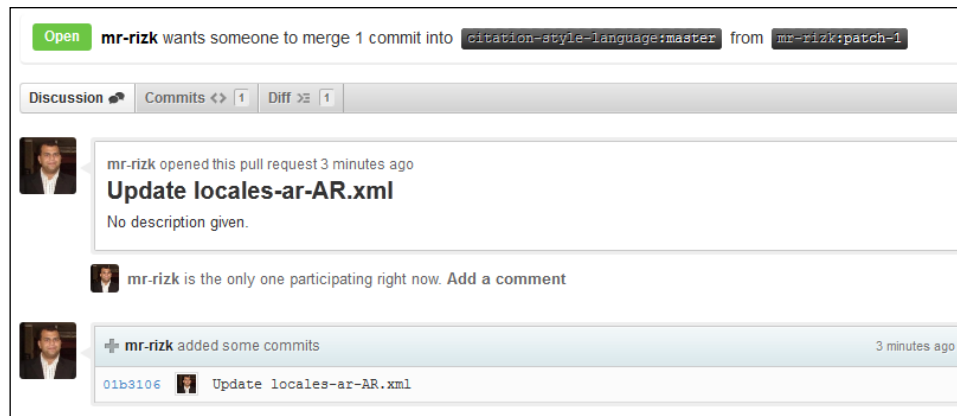 Open mr-rizk wants someone to merge 1 commit into citation-style-language:master from mr-rizk:patch-1
Discussion Commits <> 1 Diff 1
mr-rizk opened this pull request 3 minutes ago
Update locales-ar-AR.xml
No description given.
mr-rizk is the only one participating right now. Add a comment
mr-rizk added some commits 3 minutes ago
01b3106 Update locales-ar-AR.xml